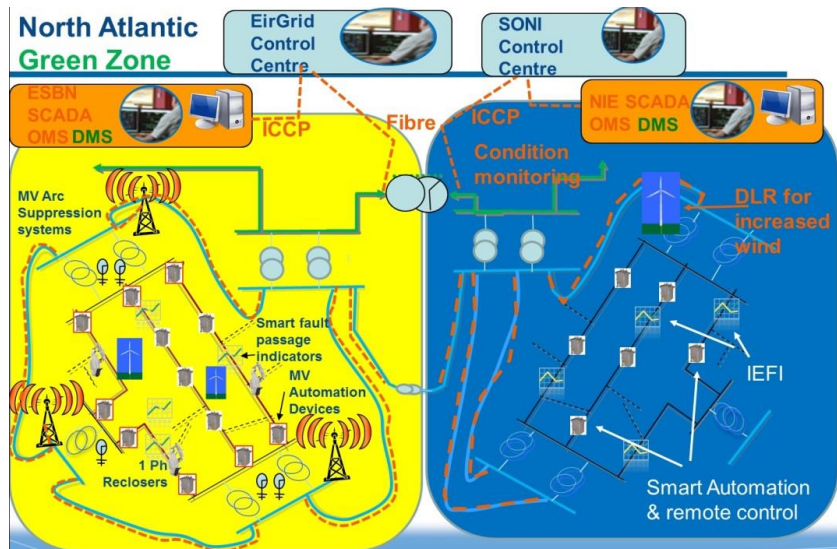 North Atlantic
Green Zone
EirGrid
Control
Centre
SONI
Control
Centre
ESBN
SCADA
OMS DMS
NIE SCADA
OMS DMS
ICCP
Fibre
ICCP
Condition
monitoring
MV Arc
Suppression
systems
DLR for
increased
wind
Smart fault
passage
indicators
MV
Automation
Devices
1 Ph
Reclosers
IEFI
Smart Automation
& remote control